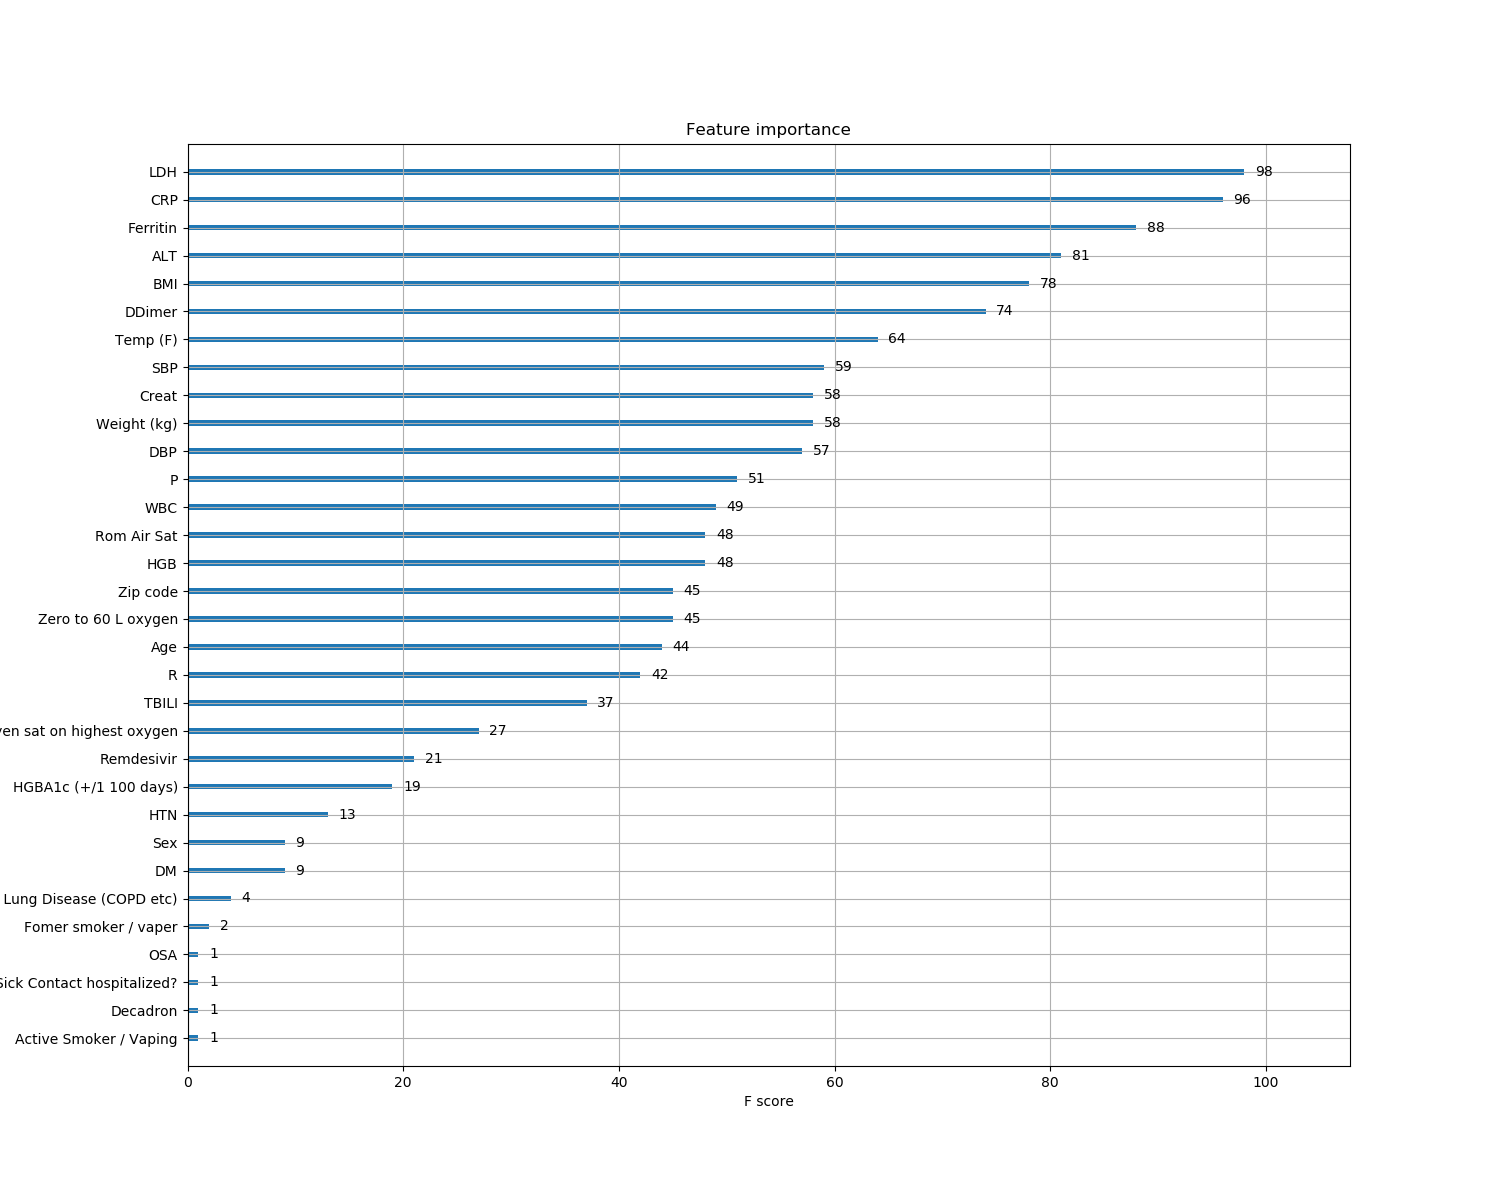 Feature importance
LDH 98
CRP 96
Ferritin 88
ALT 81
BMI 78
DDimer 74
Temp (F) 64
SBP 59
Creat 58
Weight (kg) 58
DBP 57
P 51
WBC 49
Rom Air Sat 48
HGB 48
Zip code 45
Zero to 60 L oxygen 45
Age 44
R 42
TBILI 37
sat on highest oxygen 27
Remdesivir 21
HGBA1c (+/1 100 days) 19
HTN 13
Sex 9
DM 9
Lung Disease (COPD etc) 4
Fomer smoker / vaper 2
OSA 1
Sick Contact hospitalized? 1
Decadron 1
Active Smoker / Vaping 1
0 20 40 60 80 100
F score